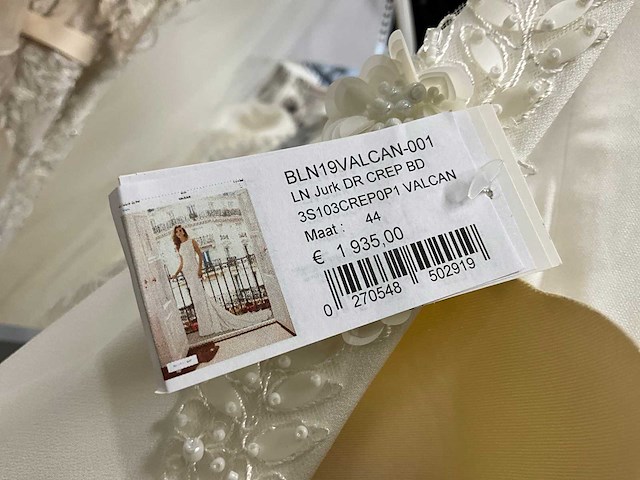 BLN19VALCAN-001
LN Jurk DR CREP BD
3S103CREP0P1 VALCAN
Maat : 44
€ 1 935,00
0 270548 502919